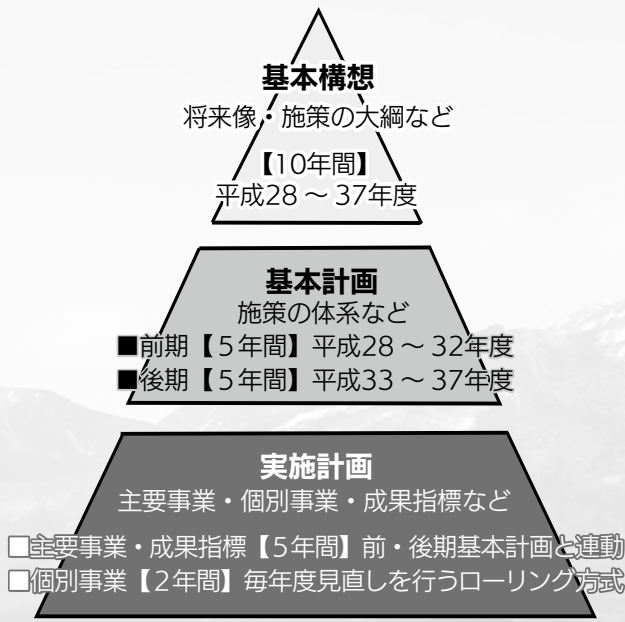 基本構想
将来像・施策の大綱など
【10年間】
平成28～37年度
基本計画
施策の体系など
■前期【５年間】平成28～32年度
■後期【５年間】平成33～37年度
実施計画
主要事業・個別事業・成果指標など
□主要事業・成果指標【５年間】前・後期基本計画と連動
□個別事業【２年間】毎年度見直しを行うローリング方式